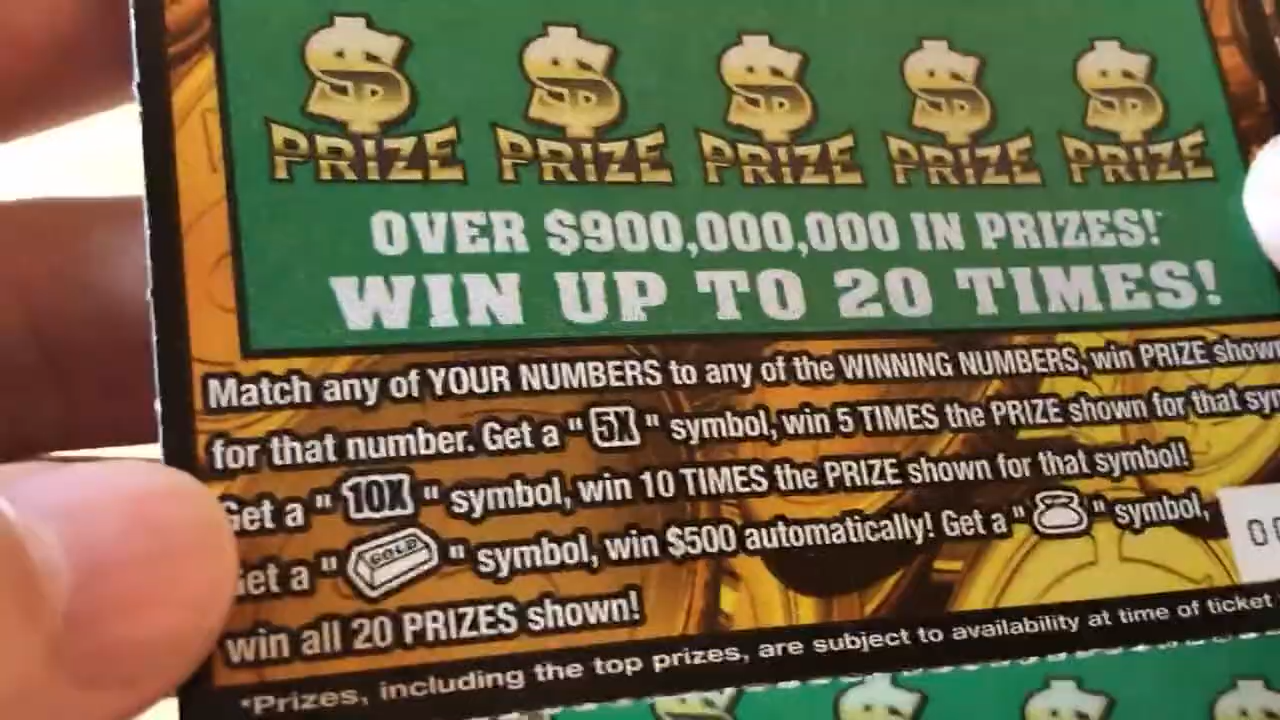 PRIZE PRIZE PRIZE PRIZE PRIZE
OVER $900,000,000 IN PRIZES!*
WIN UP TO 20 TIMES!
Match any of YOUR NUMBERS to any of the WINNING NUMBERS, win PRIZE shown
for that number. Get a "5X" symbol, win 5 TIMES the PRIZE shown for that
Get a "10X" symbol, win 10 TIMES the PRIZE shown for that symbol!
Get a "GOLD" symbol, win $500 automatically! Get a " " symbol,
win all 20 PRIZES shown!
*Prizes, including the top prizes, are subject to availability at time of ticket